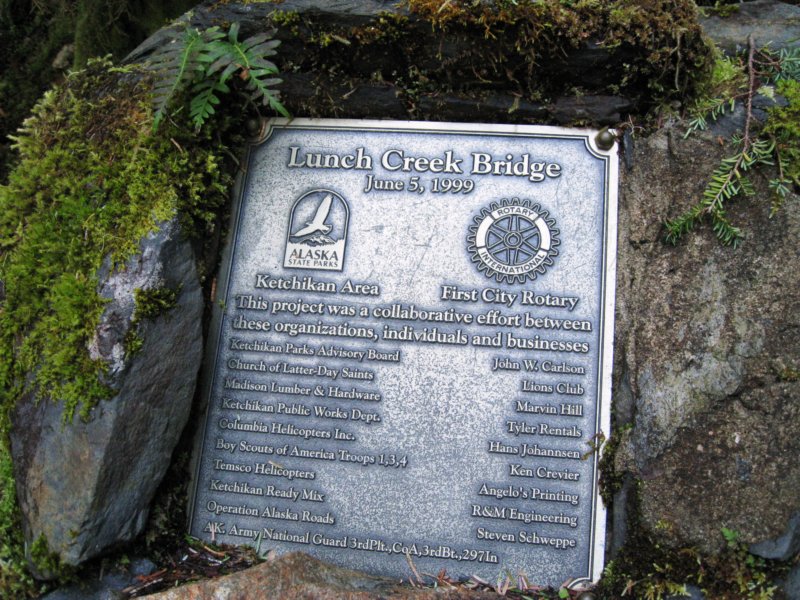 Lunch Creek Bridge
June 5, 1999
ALASKA
STATE PARKS
ROTARY
INTERNATIONAL
Ketchikan Area
First City Rotary
This project was a collaborative effort between
these organizations, individuals and businesses
Ketchikan Parks Advisory Board
Church of Latter-Day Saints
Madison Lumber & Hardware
Ketchikan Public Works Dept.
Columbia Helicopters Inc.
Boy Scouts of America Troops 1,3,4
Temsco Helicopters
Ketchikan Ready Mix
Operation Alaska Roads
AK. Army National Guard 3rdPlt.,CoA,3rdBt.,297In
John W. Carlson
Lions Club
Marvin Hill
Tyler Rentals
Hans Johannsen
Ken Crevier
Angelo's Printing
R&M Engineering
Steven Schweppe